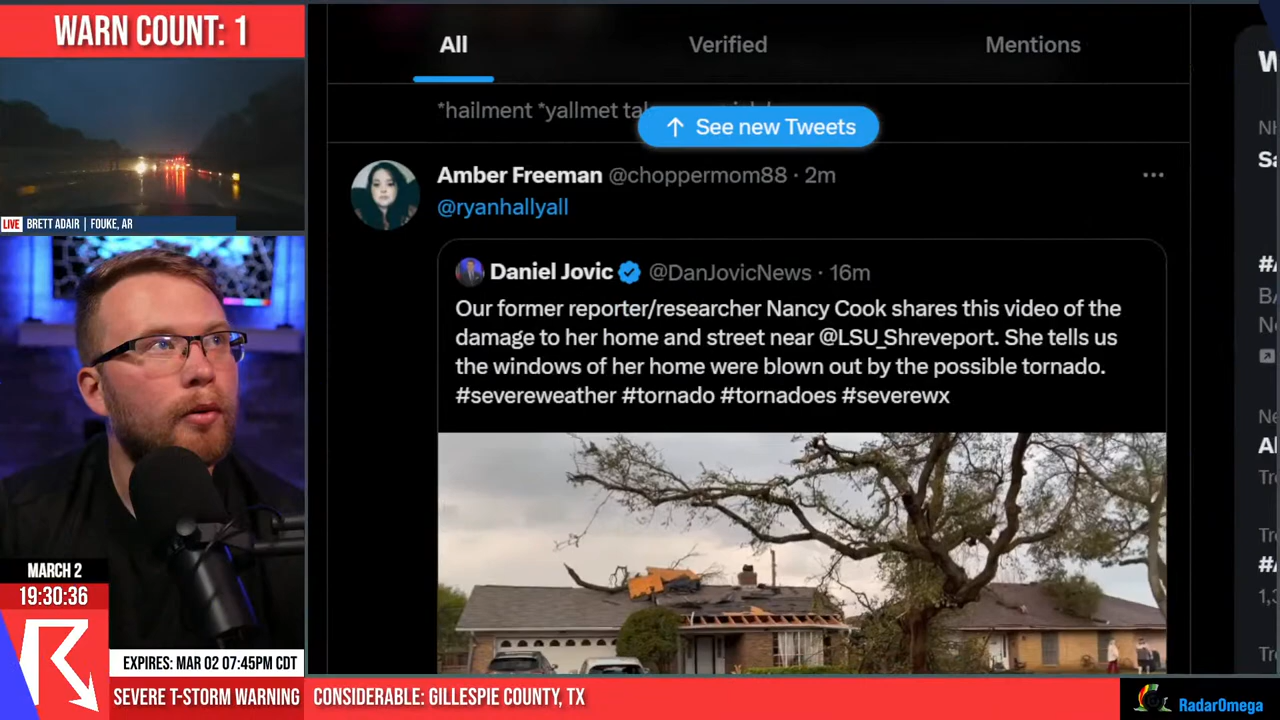 WARN COUNT: 1
LIVE BRETT ADAIR | FOUKE, AR
MARCH 2
19:30:36
EXPIRES: MAR 02 07:45PM CDT
SEVERE T-STORM WARNING
CONSIDERABLE: GILLESPIE COUNTY, TX
RadarOmega
All Verified Mentions
*hailment *yallmet
↑ See new Tweets
Amber Freeman @choppermom88 · 2m
@ryanhallyall
Daniel Jovic @DanJovicNews · 16m
Our former reporter/researcher Nancy Cook shares this video of the
damage to her home and street near @LSU_Shreveport. She tells us
the windows of her home were blown out by the possible tornado.
#severeweather #tornado #tornadoes #severewx